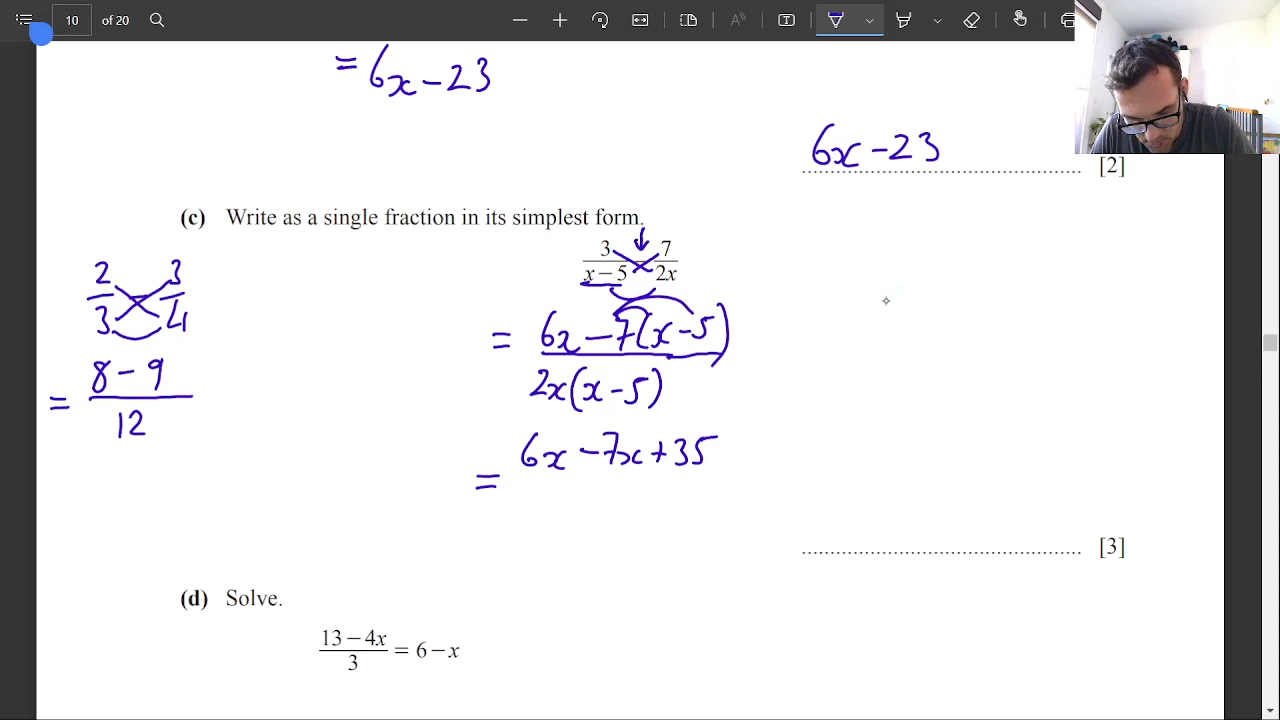 10 of 20
= 6x - 23
6x - 23
[2]
(c) Write as a single fraction in its simplest form.
3/(x - 5) - 7/2x
2/3 - 3/4
= (8 - 9)/12
= (6x - 7(x - 5))/(2x(x - 5))
= 6x - 7x + 35
[3]
(d) Solve.
(13 - 4x)/3 = 6 - x